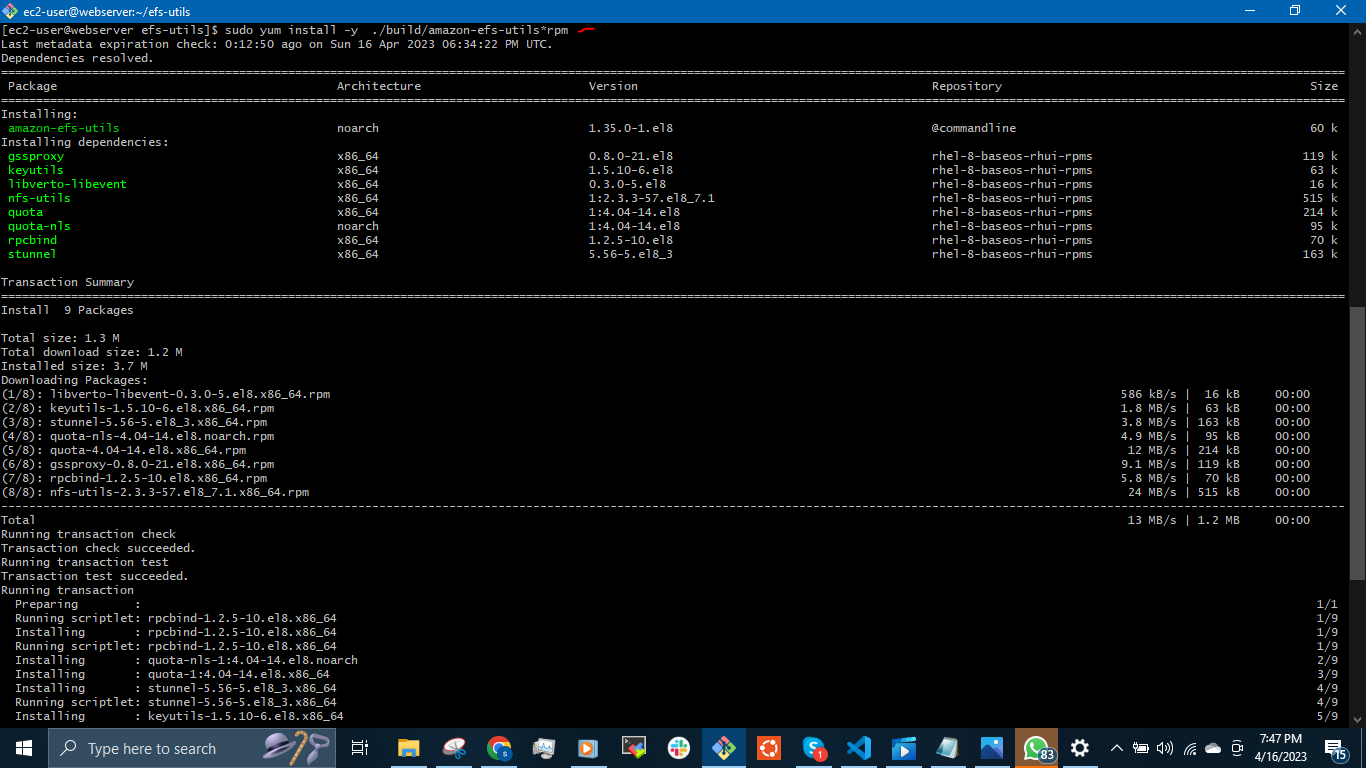 ec2-user@webserver:~/efs-utils
[ec2-user@webserver efs-utils]$ sudo yum install -y  ./build/amazon-efs-utils*rpm
Last metadata expiration check: 0:12:50 ago on Sun 16 Apr 2023 06:34:22 PM UTC.
Dependencies resolved.
Package Architecture Version Repository Size
Installing:
amazon-efs-utils noarch 1.35.0-1.el8 @commandline 60 k
Installing dependencies:
gssproxy x86_64 0.8.0-21.el8 rhel-8-baseos-rhui-rpms 119 k
keyutils x86_64 1.5.10-6.el8 rhel-8-baseos-rhui-rpms 63 k
libverto-libevent x86_64 0.3.0-5.el8 rhel-8-baseos-rhui-rpms 16 k
nfs-utils x86_64 1:2.3.3-57.el8_7.1 rhel-8-baseos-rhui-rpms 515 k
quota x86_64 1:4.04-14.el8 rhel-8-baseos-rhui-rpms 214 k
quota-nls noarch 1:4.04-14.el8 rhel-8-baseos-rhui-rpms 95 k
rpcbind x86_64 1.2.5-10.el8 rhel-8-baseos-rhui-rpms 70 k
stunnel x86_64 5.56-5.el8_3 rhel-8-baseos-rhui-rpms 163 k
Transaction Summary
Install  9 Packages
Total size: 1.3 M
Total download size: 1.2 M
Installed size: 3.7 M
Downloading Packages:
(1/8): libverto-libevent-0.3.0-5.el8.x86_64.rpm 586 kB/s |  16 kB 00:00
(2/8): keyutils-1.5.10-6.el8.x86_64.rpm 1.8 MB/s |  63 kB 00:00
(3/8): stunnel-5.56-5.el8_3.x86_64.rpm 3.8 MB/s | 163 kB 00:00
(4/8): quota-nls-4.04-14.el8.noarch.rpm 4.9 MB/s |  95 kB 00:00
(5/8): quota-4.04-14.el8.x86_64.rpm 12 MB/s | 214 kB 00:00
(6/8): gssproxy-0.8.0-21.el8.x86_64.rpm 9.1 MB/s | 119 kB 00:00
(7/8): rpcbind-1.2.5-10.el8.x86_64.rpm 5.8 MB/s |  70 kB 00:00
(8/8): nfs-utils-2.3.3-57.el8_7.1.x86_64.rpm 24 MB/s | 515 kB 00:00
Total 13 MB/s | 1.2 MB 00:00
Running transaction check
Transaction check succeeded.
Running transaction test
Transaction test succeeded.
Running transaction
Preparing : 1/1
Running scriptlet: rpcbind-1.2.5-10.el8.x86_64 1/9
Installing : rpcbind-1.2.5-10.el8.x86_64 1/9
Running scriptlet: rpcbind-1.2.5-10.el8.x86_64 1/9
Installing : quota-nls-1:4.04-14.el8.noarch 2/9
Installing : quota-1:4.04-14.el8.x86_64 3/9
Installing : stunnel-5.56-5.el8_3.x86_64 4/9
Running scriptlet: stunnel-5.56-5.el8_3.x86_64 4/9
Installing : keyutils-1.5.10-6.el8.x86_64 5/9
Type here to search
S
1
83
7:47 PM
4/16/2023
15